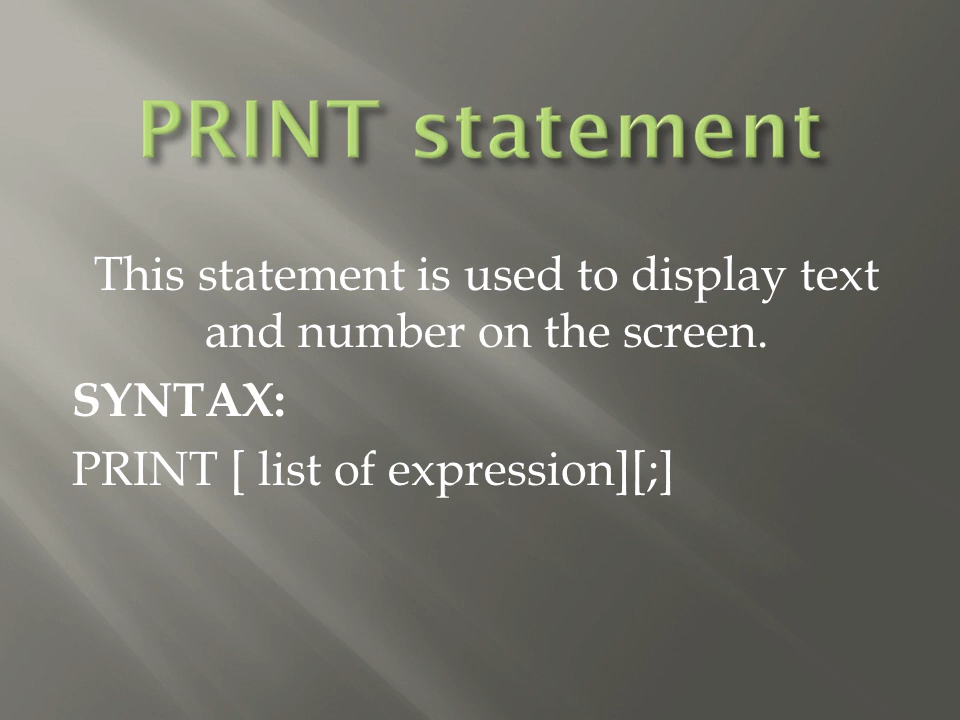 PRINT statement
This statement is used to display text
and number on the screen.
SYNTAX:
PRINT [ list of expression][;]